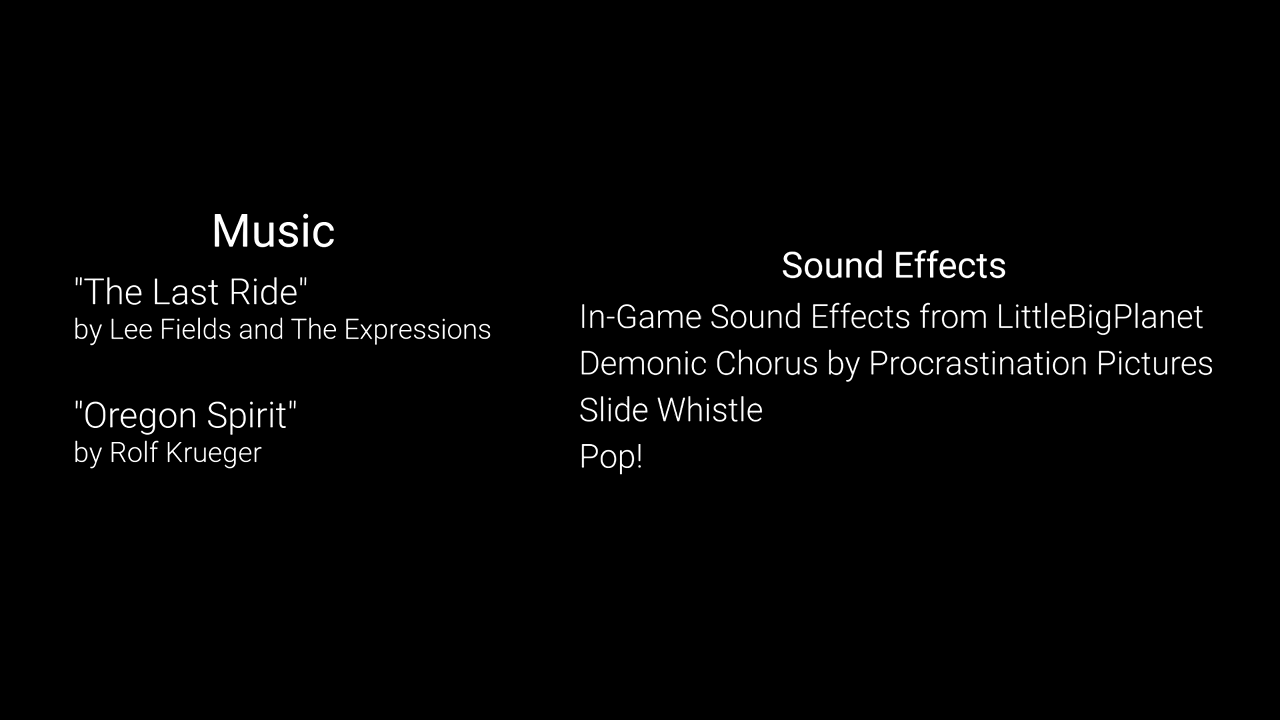 Music
"The Last Ride"
by Lee Fields and The Expressions
"Oregon Spirit"
by Rolf Krueger
Sound Effects
In-Game Sound Effects from LittleBigPlanet
Demonic Chorus by Procrastination Pictures
Slide Whistle
Pop!